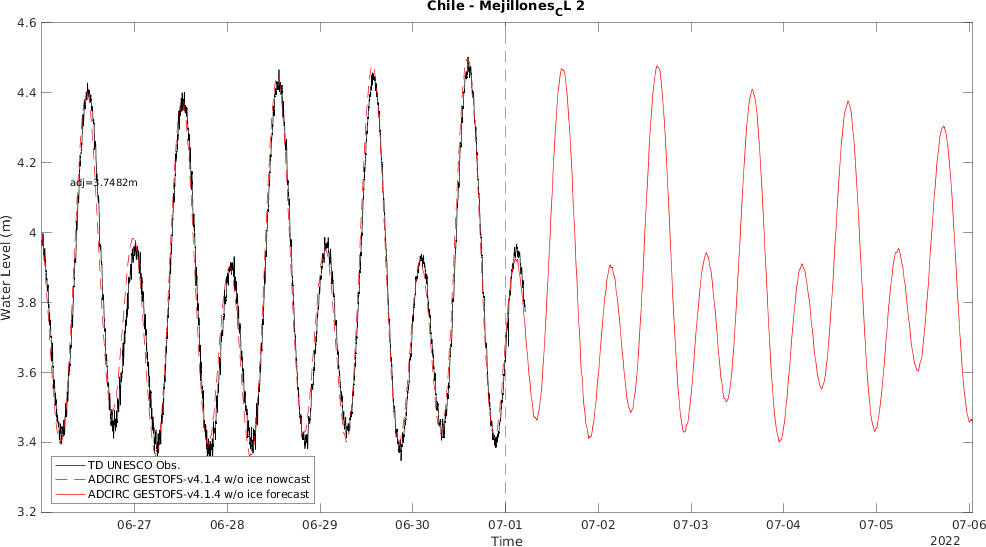 Chile - Mejillones_CL 2
4.6
4.4
4.2
4
3.8
3.6
3.4
3.2
Water Level (m)
adj=3.7482m
TD UNESCO Obs.
ADCIRC GESTOFS-v4.1.4 w/o ice nowcast
ADCIRC GESTOFS-v4.1.4 w/o ice forecast
06-27 06-28 06-29 06-30 07-01 07-02 07-03 07-04 07-05 07-06
Time
2022